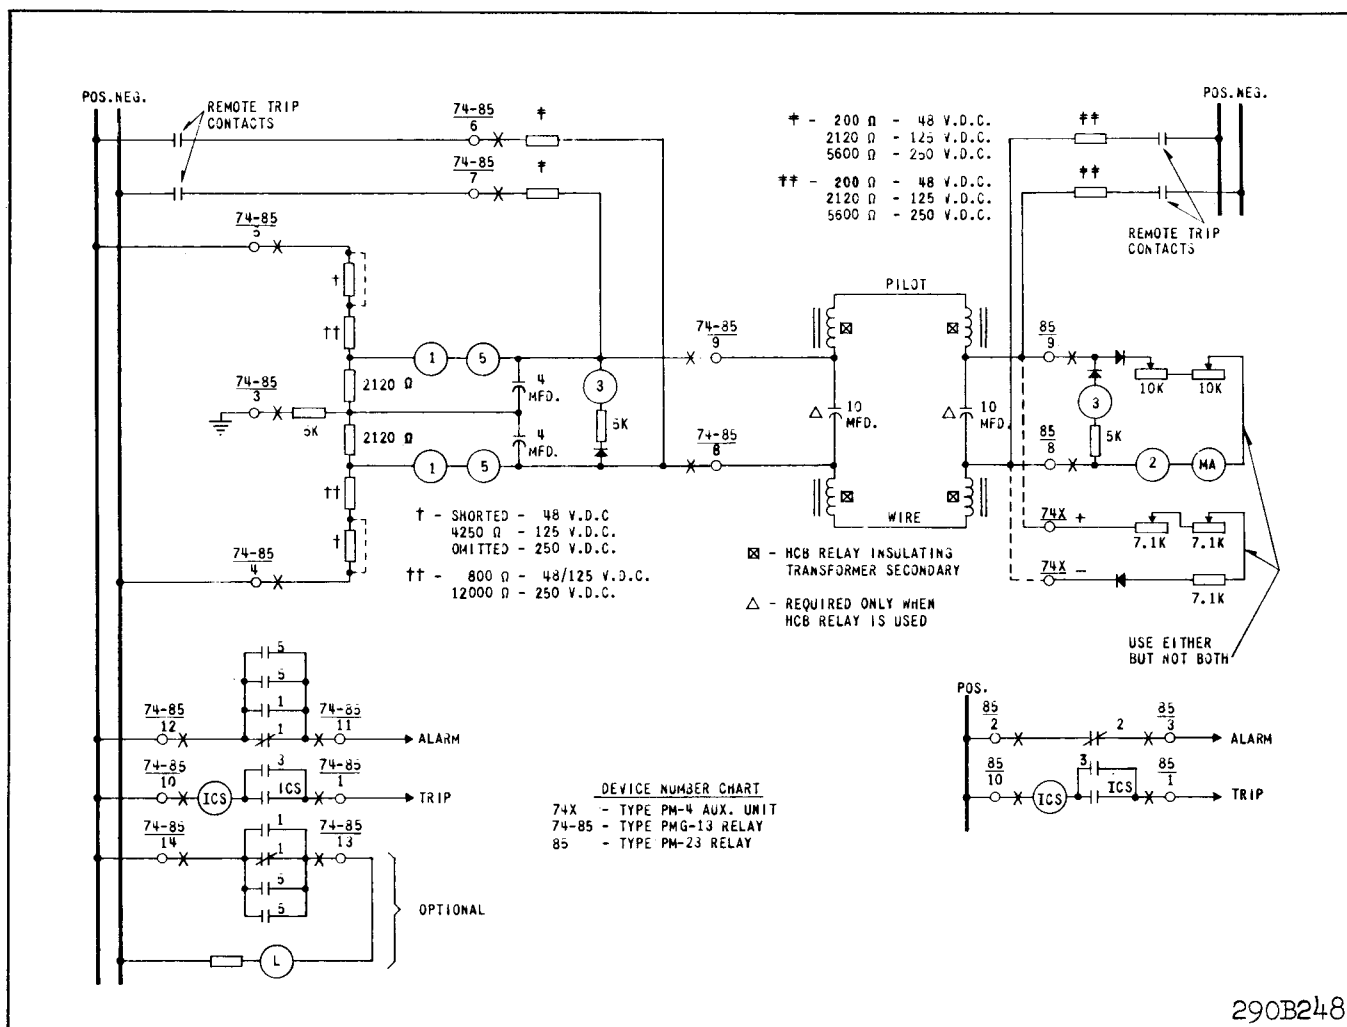 POS.NEG.
REMOTE TRIP
CONTACTS
74-85
6
‡
74-85
7
‡
74-85
5
†
††
2120 Ω
74-85
3
5K
2120 Ω
††
†
74-85
4
1
5
4
MFD.
3
5K
4
MFD.
1
5
74-85
9
74-85
8
† - SHORTED - 48 V.D.C
4250 Ω - 125 V.D.C.
OMITTED - 250 V.D.C.
†† - 800 Ω - 48/125 V.D.C.
12000 Ω - 250 V.D.C.
‡ - 200 Ω - 48 V.D.C.
2120 Ω - 125 V.D.C.
5600 Ω - 250 V.D.C.
‡‡ - 200 Ω - 48 V.D.C.
2120 Ω - 125 V.D.C.
5600 Ω - 250 V.D.C.
PILOT
10
MFD.
10
MFD.
WIRE
☒ - HCB RELAY INSULATING
TRANSFORMER SECONDARY
△ - REQUIRED ONLY WHEN
HCB RELAY IS USED
POS.NEG.
‡‡
‡‡
REMOTE TRIP
CONTACTS
85
9
10K
10K
3
5K
85
8
2
MA
74X +
7.1K
7.1K
74X -
7.1K
USE EITHER
BUT NOT BOTH
5
5
1
74-85
12
1
74-85
11
ALARM
74-85
10
ICS
3
ICS
74-85
1
TRIP
74-85
14
1
1
5
5
74-85
13
OPTIONAL
L
DEVICE NUMBER CHART
74X - TYPE PM-4 AUX. UNIT
74-85 - TYPE PMG-13 RELAY
85 - TYPE PM-23 RELAY
POS.
85
2
2
85
3
ALARM
85
10
ICS
3
ICS
85
1
TRIP
290B248